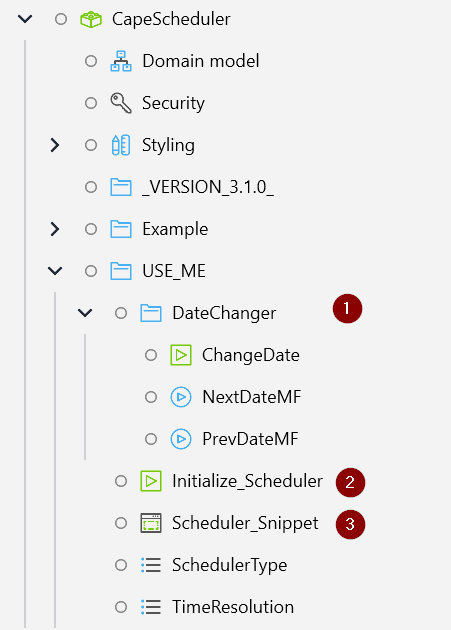 CapeScheduler
Domain model
Security
Styling
_VERSION_3.1.0_
Example
USE_ME
DateChanger 1
ChangeDate
NextDateMF
PrevDateMF
Initialize_Scheduler 2
Scheduler_Snippet 3
SchedulerType
TimeResolution